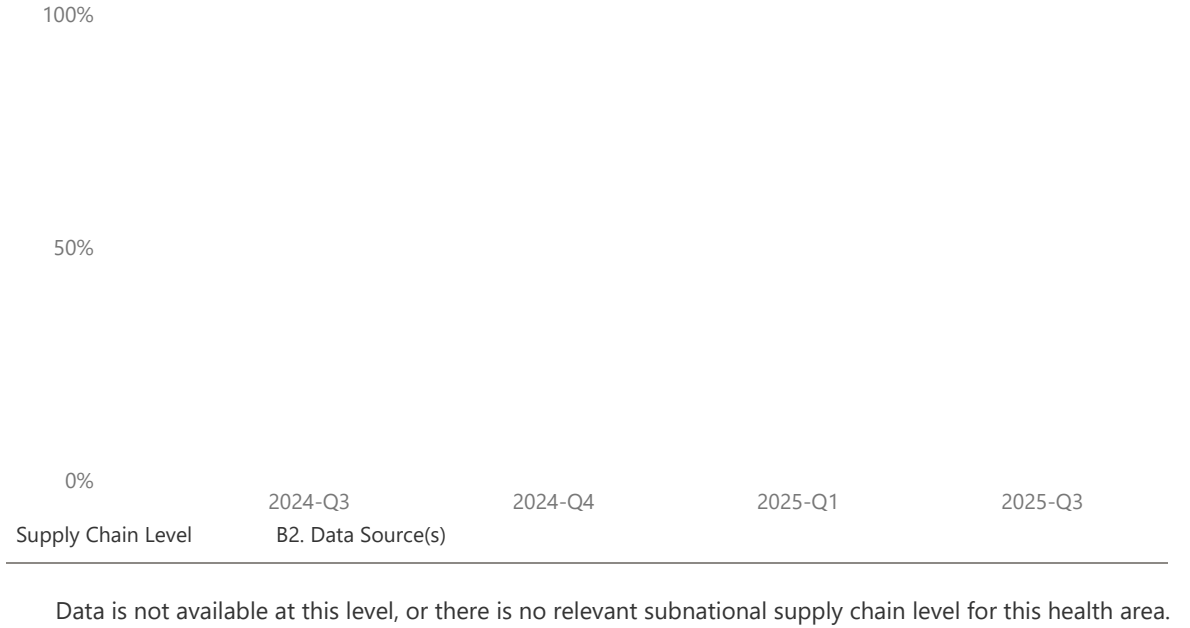 100%
50%
0%
2024-Q3 2024-Q4 2025-Q1 2025-Q3
Supply Chain Level B2. Data Source(s)
Data is not available at this level, or there is no relevant subnational supply chain level for this health area.